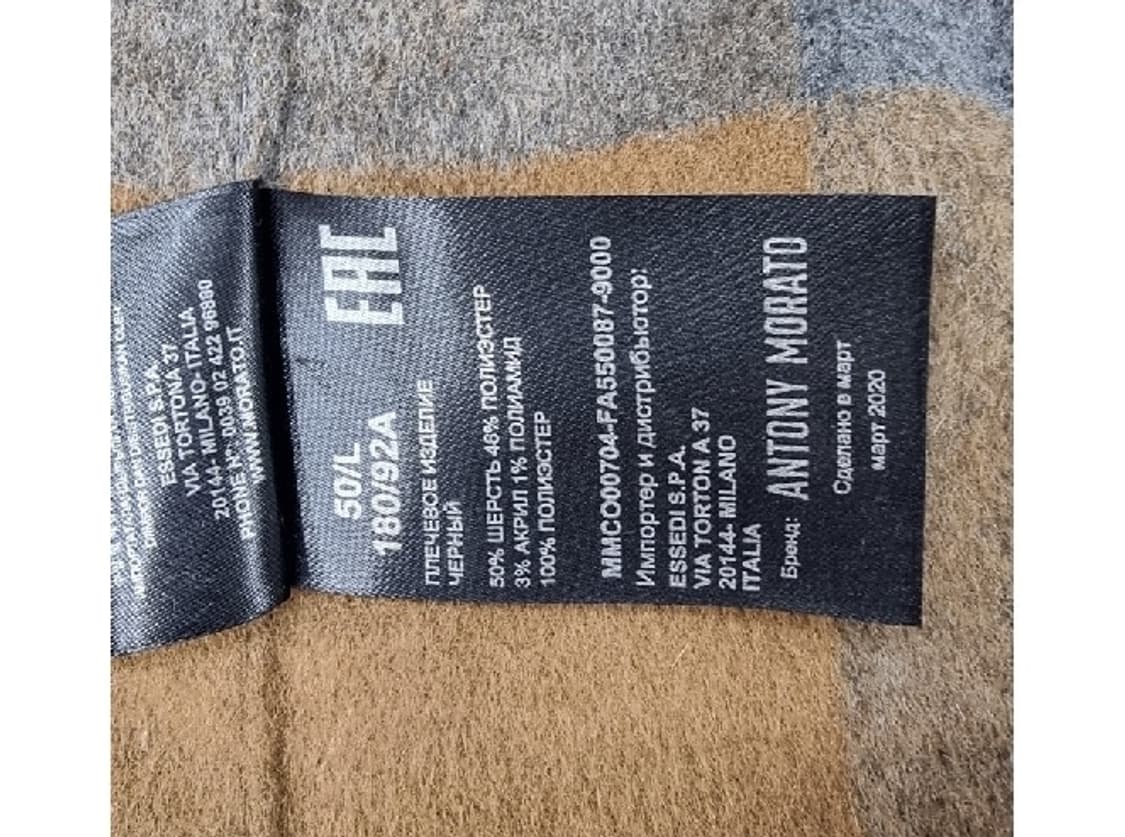 ESSEDI S.P.A.
VIA TORTONA 37
20144- MILANO- ITALIA
PHONE N° 0039 02 422 96880
WWW.MORATO.IT
EAC
50/L
180/92A
ПЛЕЧЕВОЕ ИЗДЕЛИЕ
ЧЕРНЫЙ
50% ШЕРСТЬ 46% ПОЛИЭСТЕР
3% АКРИЛ 1% ПОЛИАМИД
100% ПОЛИЭСТЕР
MMCO00704-FA550087-9000
Импортер и дистрибьютор:
ESSEDI S.P.A.
VIA TORTON A 37
20144- MILANO
ITALIA
Бренд: ANTONY MORATO
Сделано в март
март 2020